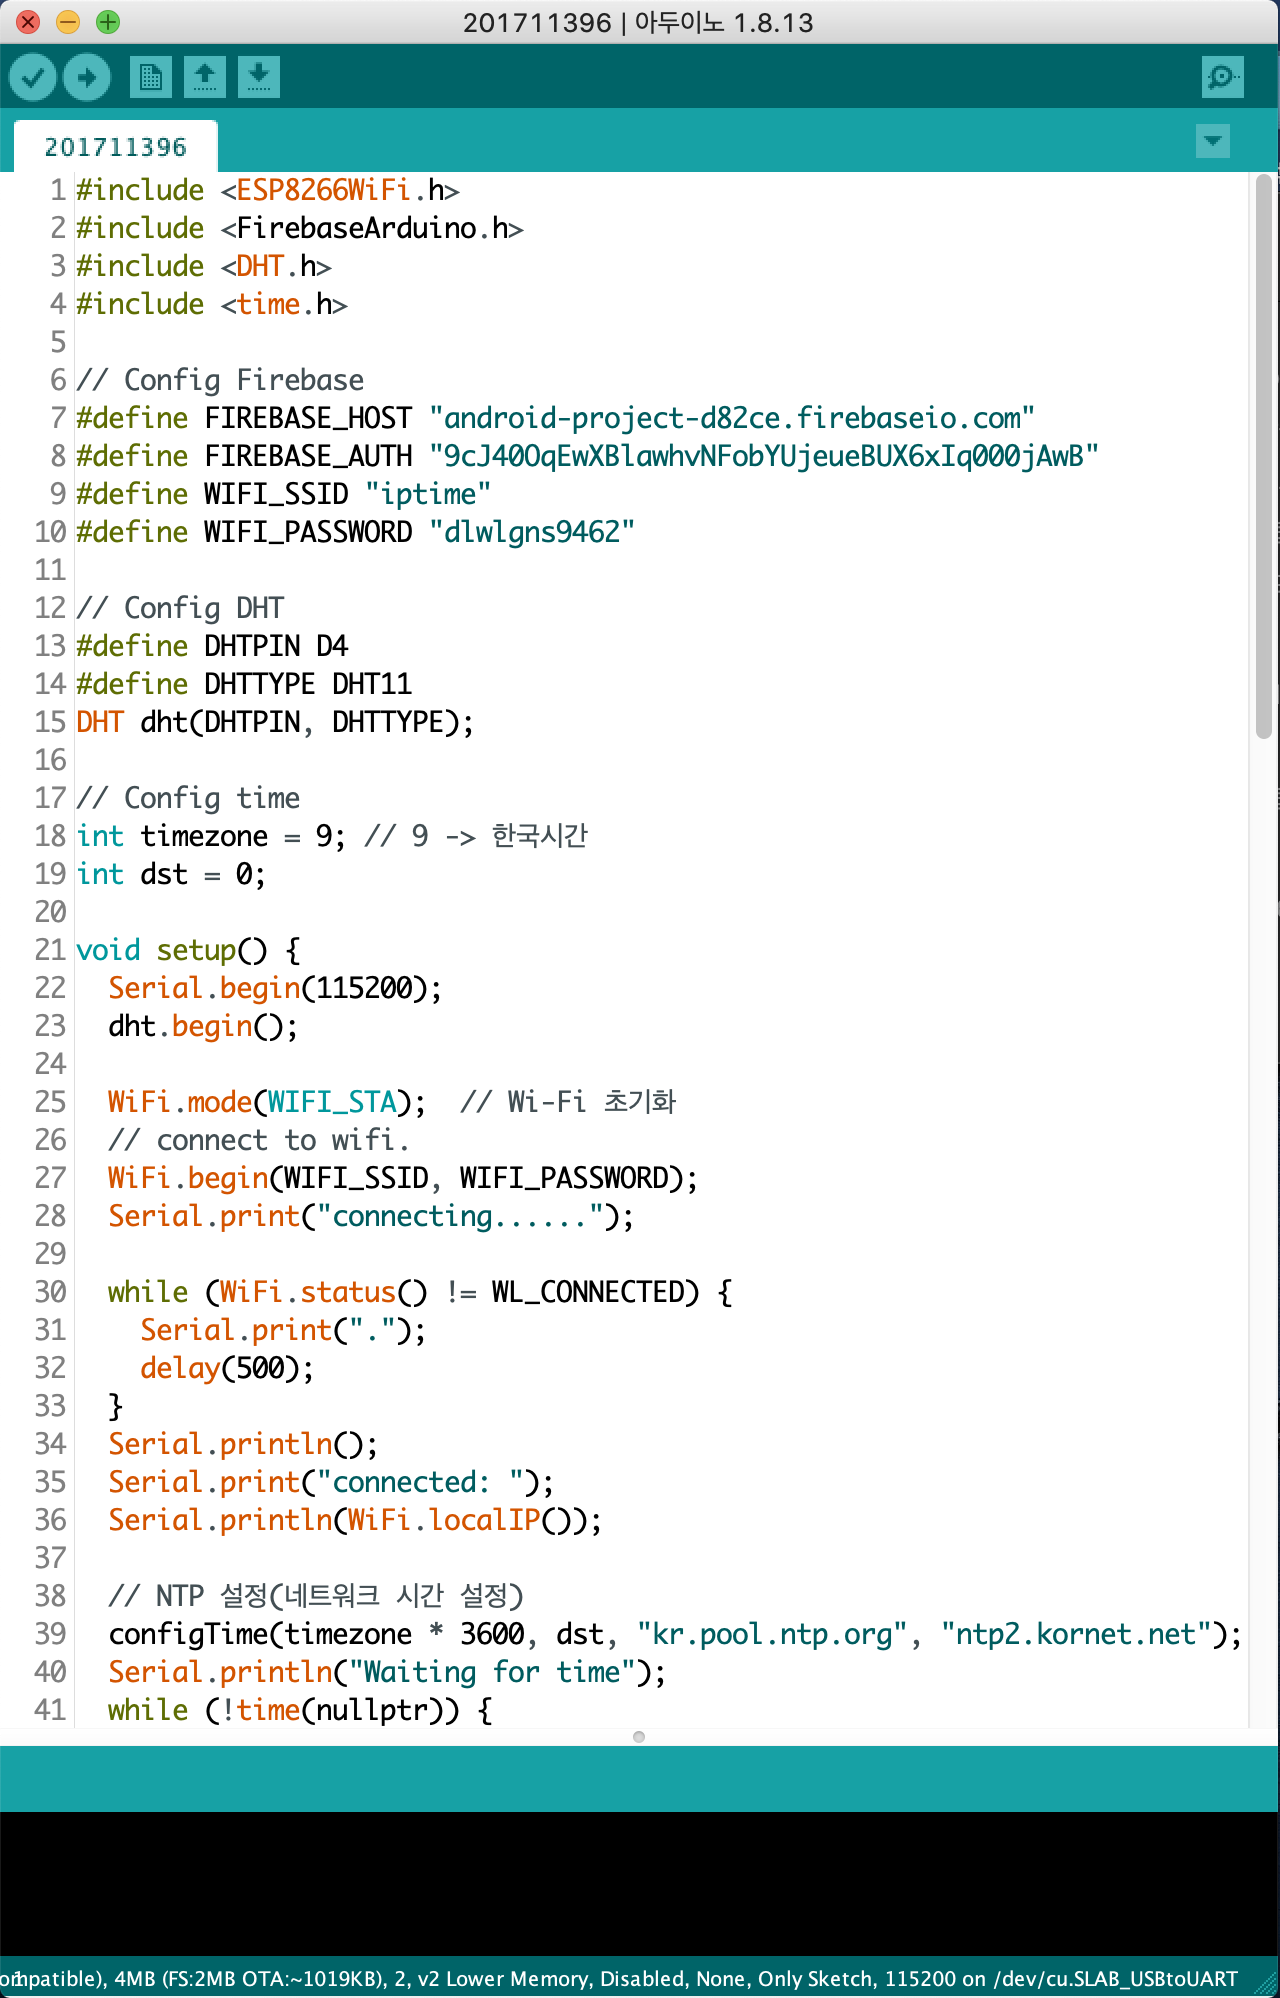 201711396 | 아두이노 1.8.13
201711396
1 #include <ESP8266WiFi.h>
2 #include <FirebaseArduino.h>
3 #include <DHT.h>
4 #include <time.h>
5
6 // Config Firebase
7 #define FIREBASE_HOST "android-project-d82ce.firebaseio.com"
8 #define FIREBASE_AUTH "9cJ40OqEwXBlawhvNFobYUjeueBUX6xIq000jAwB"
9 #define WIFI_SSID "iptime"
10 #define WIFI_PASSWORD "dlwlgns9462"
11
12 // Config DHT
13 #define DHTPIN D4
14 #define DHTTYPE DHT11
15 DHT dht(DHTPIN, DHTTYPE);
16
17 // Config time
18 int timezone = 9; // 9 -> 한국시간
19 int dst = 0;
20
21 void setup() {
22   Serial.begin(115200);
23   dht.begin();
24
25   WiFi.mode(WIFI_STA);  // Wi-Fi 초기화
26   // connect to wifi.
27   WiFi.begin(WIFI_SSID, WIFI_PASSWORD);
28   Serial.print("connecting......");
29
30   while (WiFi.status() != WL_CONNECTED) {
31     Serial.print(".");
32     delay(500);
33   }
34   Serial.println();
35   Serial.print("connected: ");
36   Serial.println(WiFi.localIP());
37
38   // NTP 설정(네트워크 시간 설정)
39   configTime(timezone * 3600, dst, "kr.pool.ntp.org", "ntp2.kornet.net");
40   Serial.println("Waiting for time");
41   while (!time(nullptr)) {
4MB (FS:2MB OTA:~1019KB), 2, v2 Lower Memory, Disabled, None, Only Sketch, 115200 on /dev/cu.SLAB_USBtoUART